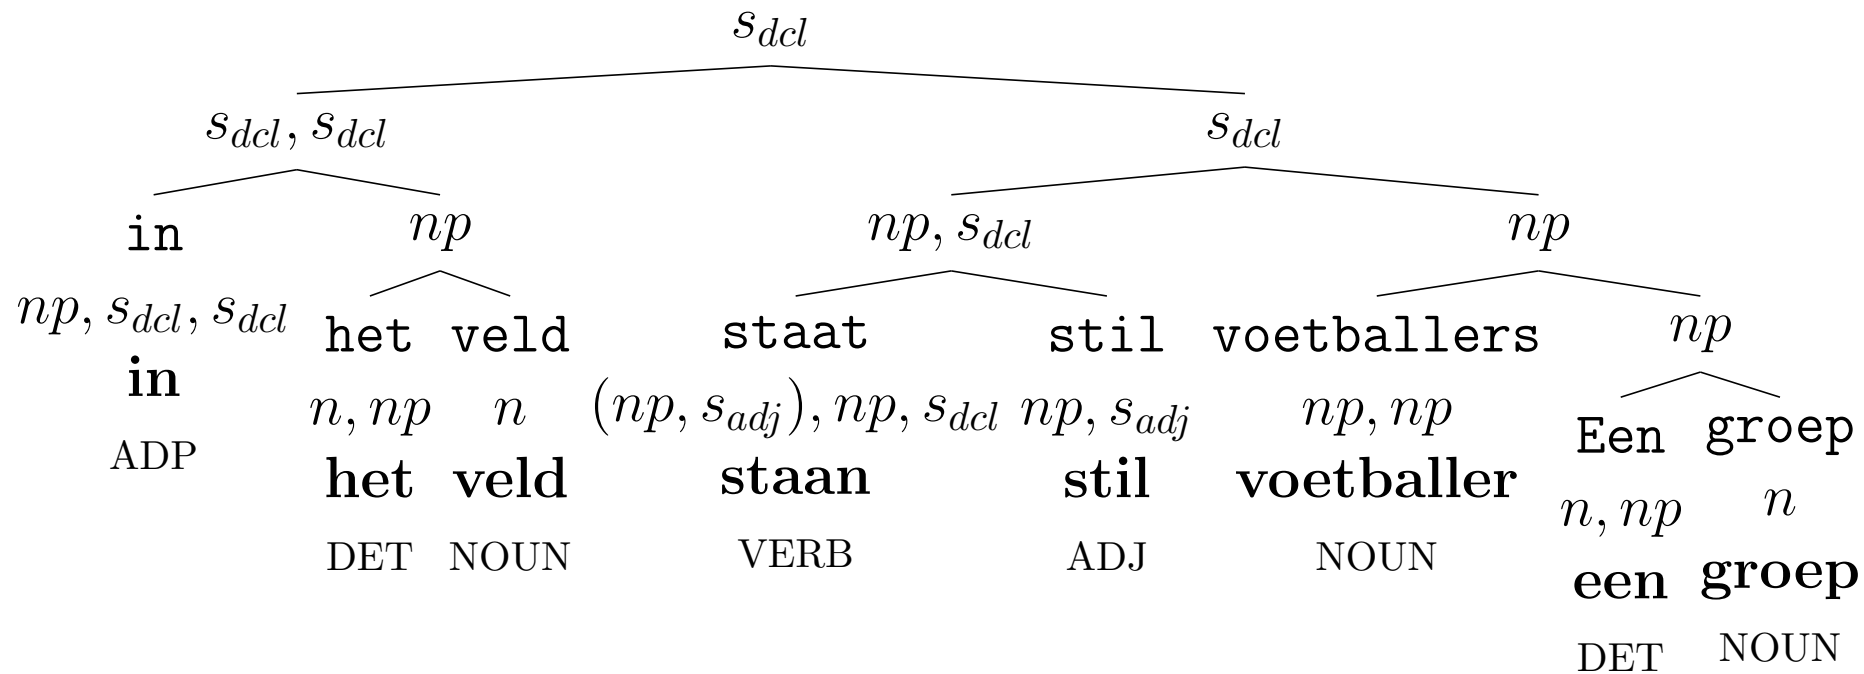 s_dcl
s_dcl, s_dcl s_dcl
in np np, s_dcl np
np, s_dcl, s_dcl het veld staat stil voetballers np
in n, np n (np, s_adj), np, s_dcl np, s_adj np, np Een groep
ADP het veld staan stil voetballer n, np n
DET NOUN VERB ADJ NOUN een groep
DET NOUN